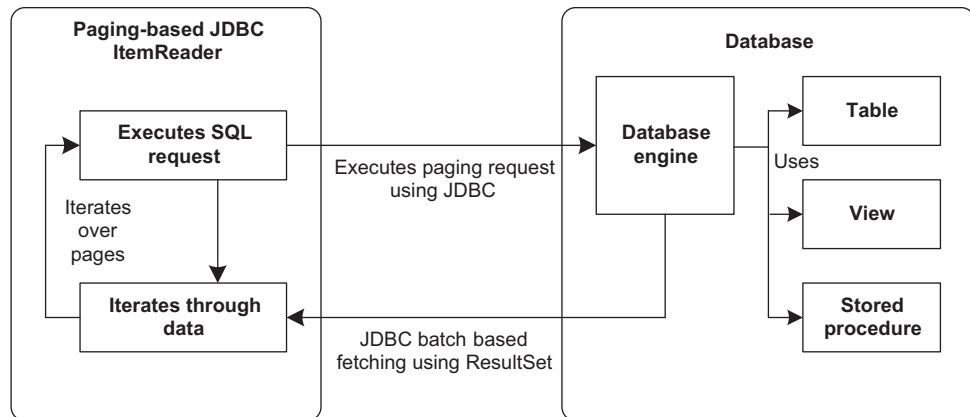 Paging-based JDBC
ItemReader
Executes SQL
request
Iterates
over
pages
Iterates through
data
Executes paging request
using JDBC
JDBC batch based
fetching using ResultSet
Database
Database
engine
Uses
Table
View
Stored
procedure